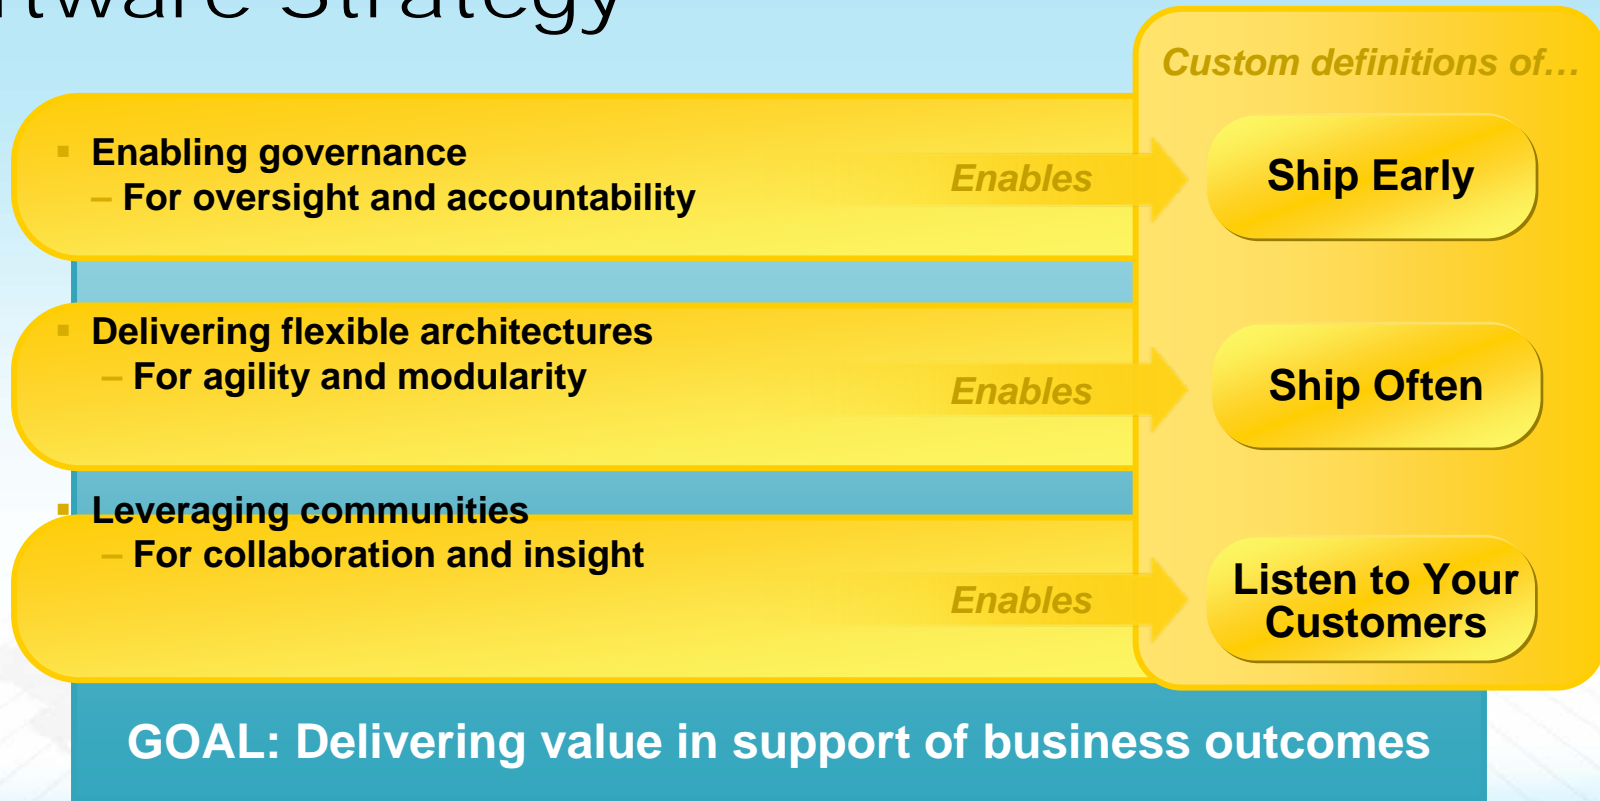 Strategy
Custom definitions of…
▪ Enabling governance
– For oversight and accountability
Enables
Ship Early
▪ Delivering flexible architectures
– For agility and modularity
Enables
Ship Often
▪ Leveraging communities
– For collaboration and insight
Enables
Listen to Your
Customers
GOAL: Delivering value in support of business outcomes